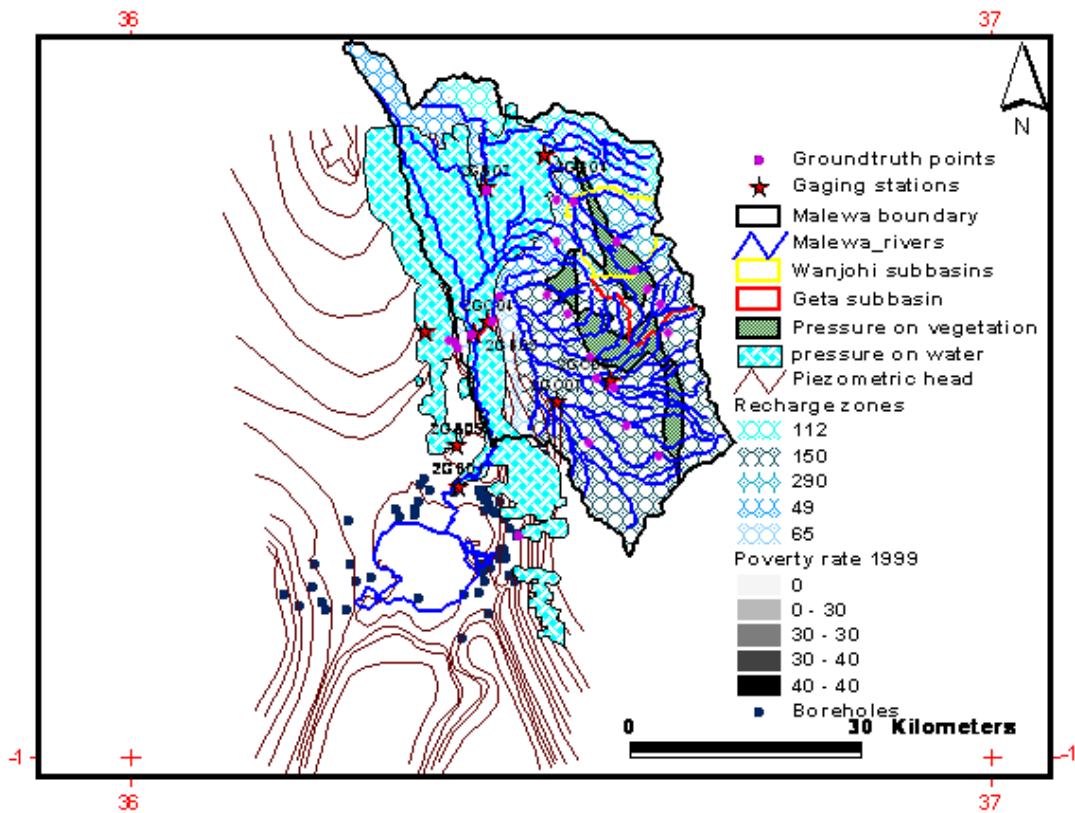 36 37
N
Groundtruth points
Gaging stations
Malewa boundary
Malewa_rivers
Wanjohi subbasins
Geta subbasin
Pressure on vegetation
pressure on water
Piezometric head
Recharge zones
112
150
290
49
65
Poverty rate 1999
0
0 - 30
30 - 30
30 - 40
40 - 40
Boreholes
0 30 Kilometers
-1 -1
36 37